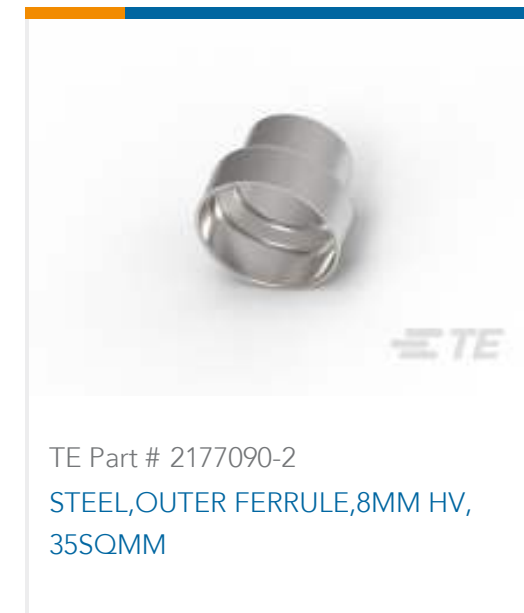 TE
TE Part # 2177090-2
STEEL,OUTER FERRULE,8MM HV,
35SQMM